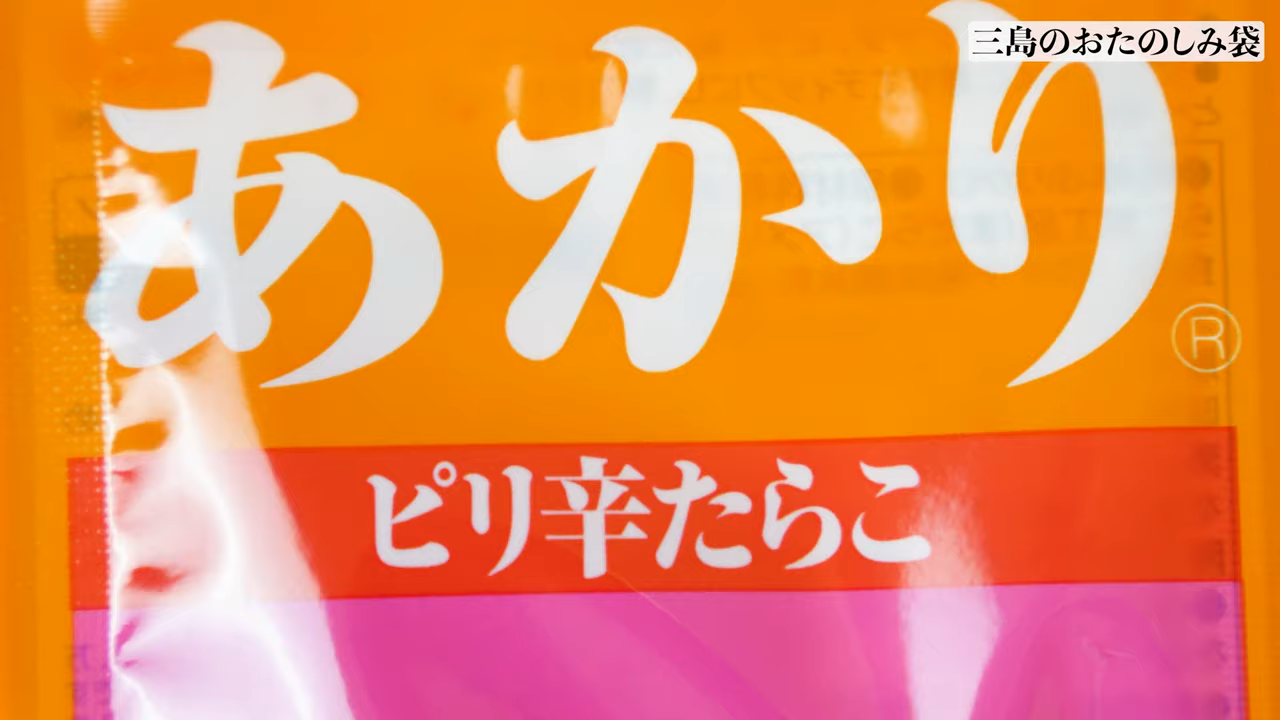 三島のおたのしみ袋
あかり®
ピリ辛たらこ